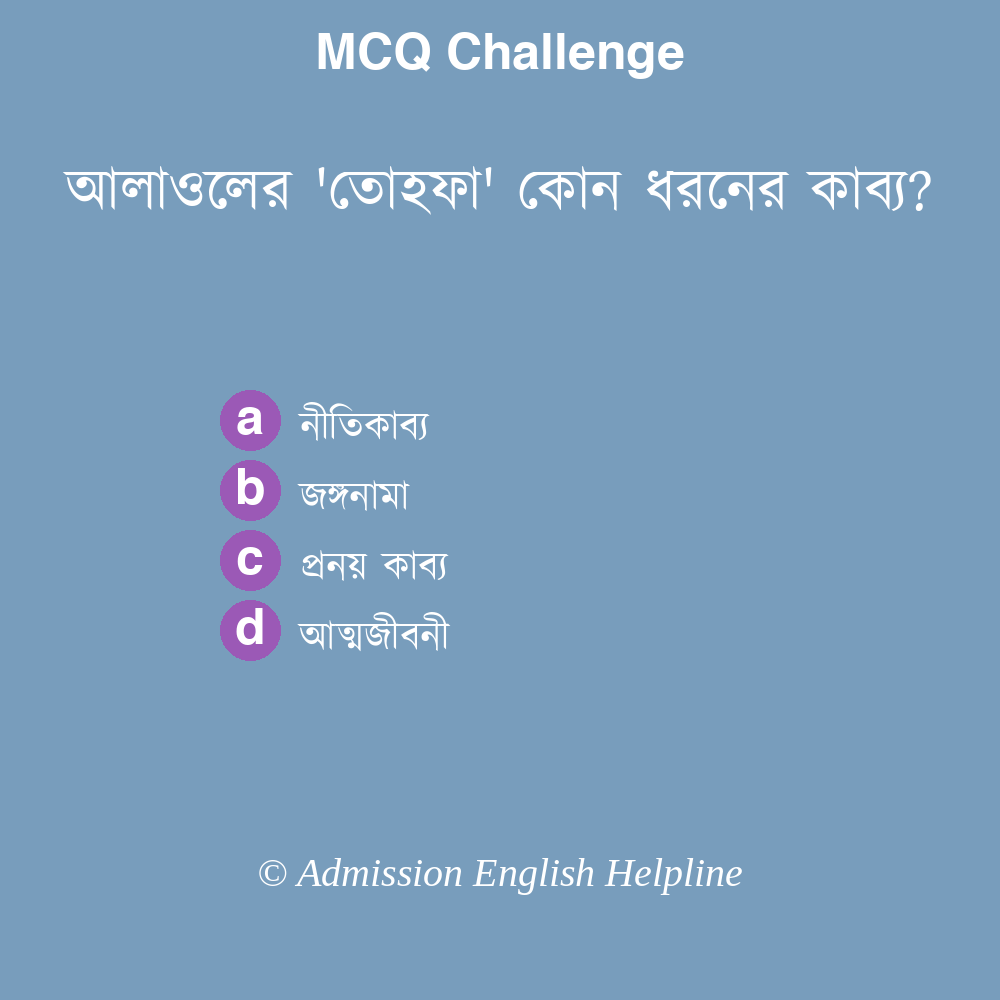 MCQ Challenge
আলাওলের 'তোহফা' কোন ধরনের কাব্য?
a নীতিকাব্য
b জঙ্গনামা
c প্রনয় কাব্য
d আত্মজীবনী
© Admission English Helpline